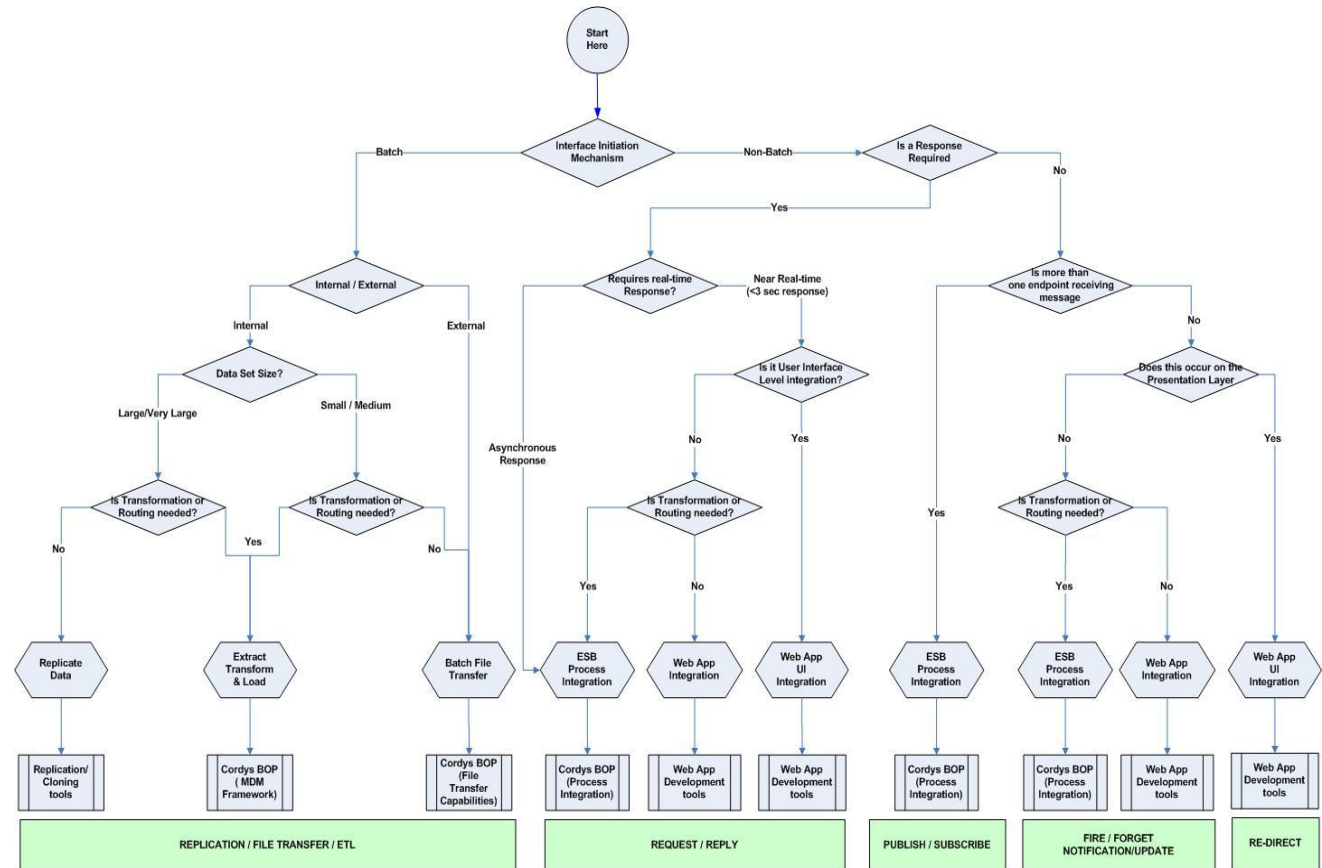 Start
Here
Interface Initiation
Mechanism
Batch
Non-Batch
Is a Response
Required
No
Yes
Internal / External
Requires real-time
Response?
Near Real-time
(<3 sec response)
Is more than
one endpoint receiving
message
Internal
External
No
Data Set Size?
Is it User Interface
Level integration?
Does this occur on the
Presentation Layer
Large/Very Large
Small / Medium
Asynchronous
Response
No
Yes
No
Yes
Is Transformation or
Routing needed?
Is Transformation or
Routing needed?
Is Transformation or
Routing needed?
Yes
Is Transformation or
Routing needed?
No
Yes
No
Yes
No
Yes
No
Replicate
Data
Extract
Transform
& Load
Batch File
Transfer
ESB
Process
Integration
Web App
Integration
Web App
UI
Integration
ESB
Process
Integration
ESB
Process
Integration
Web App
Integration
Web App
UI
Integration
Replication/
Cloning
tools
Cordys BOP
( MDM
Framework)
Cordys BOP
(File
Transfer
Capabilities)
Cordys BOP
(Process
Integration)
Web App
Development
tools
Web App
Development
tools
Cordys BOP
(Process
Integration)
Cordys BOP
(Process
Integration)
Web App
Development
tools
Web App
Development
tools
REPLICATION / FILE TRANSFER / ETL
REQUEST / REPLY
PUBLISH / SUBSCRIBE
FIRE / FORGET
NOTIFICATION/UPDATE
RE-DIRECT